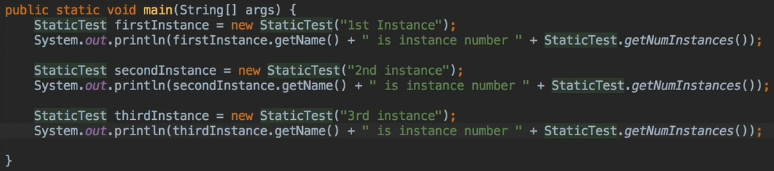 public static void main(String[] args) {
    StaticTest firstInstance = new StaticTest("1st Instance");
    System.out.println(firstInstance.getName() + " is instance number " + StaticTest.getNumInstances());
    StaticTest secondInstance = new StaticTest("2nd instance");
    System.out.println(secondInstance.getName() + " is instance number " + StaticTest.getNumInstances());
    StaticTest thirdInstance = new StaticTest("3rd instance");
    System.out.println(thirdInstance.getName() + " is instance number " + StaticTest.getNumInstances());
}